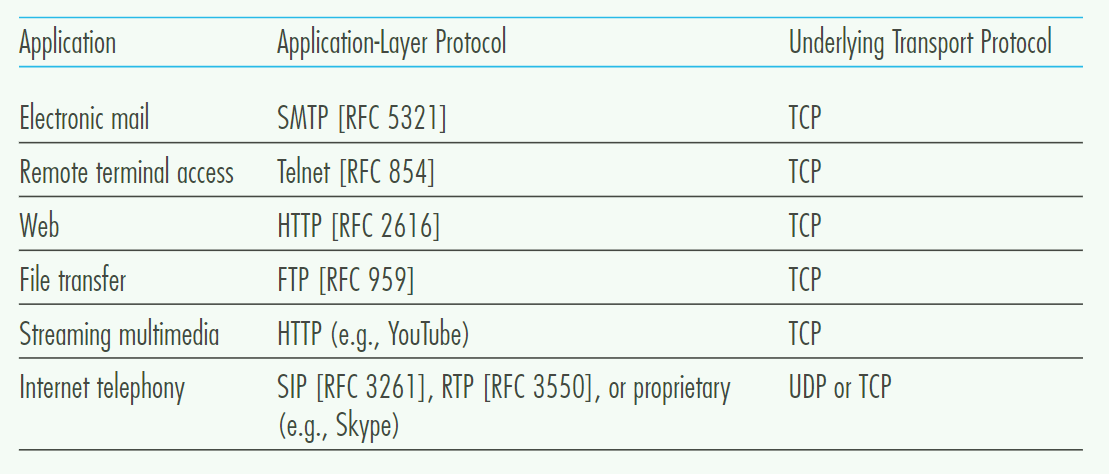 Application Application-Layer Protocol Underlying Transport Protocol
Electronic mail SMTP [RFC 5321] TCP
Remote terminal access Telnet [RFC 854] TCP
Web HTTP [RFC 2616] TCP
File transfer FTP [RFC 959] TCP
Streaming multimedia HTTP (e.g., YouTube) TCP
Internet telephony SIP [RFC 3261], RTP [RFC 3550], or proprietary UDP or TCP
(e.g., Skype)